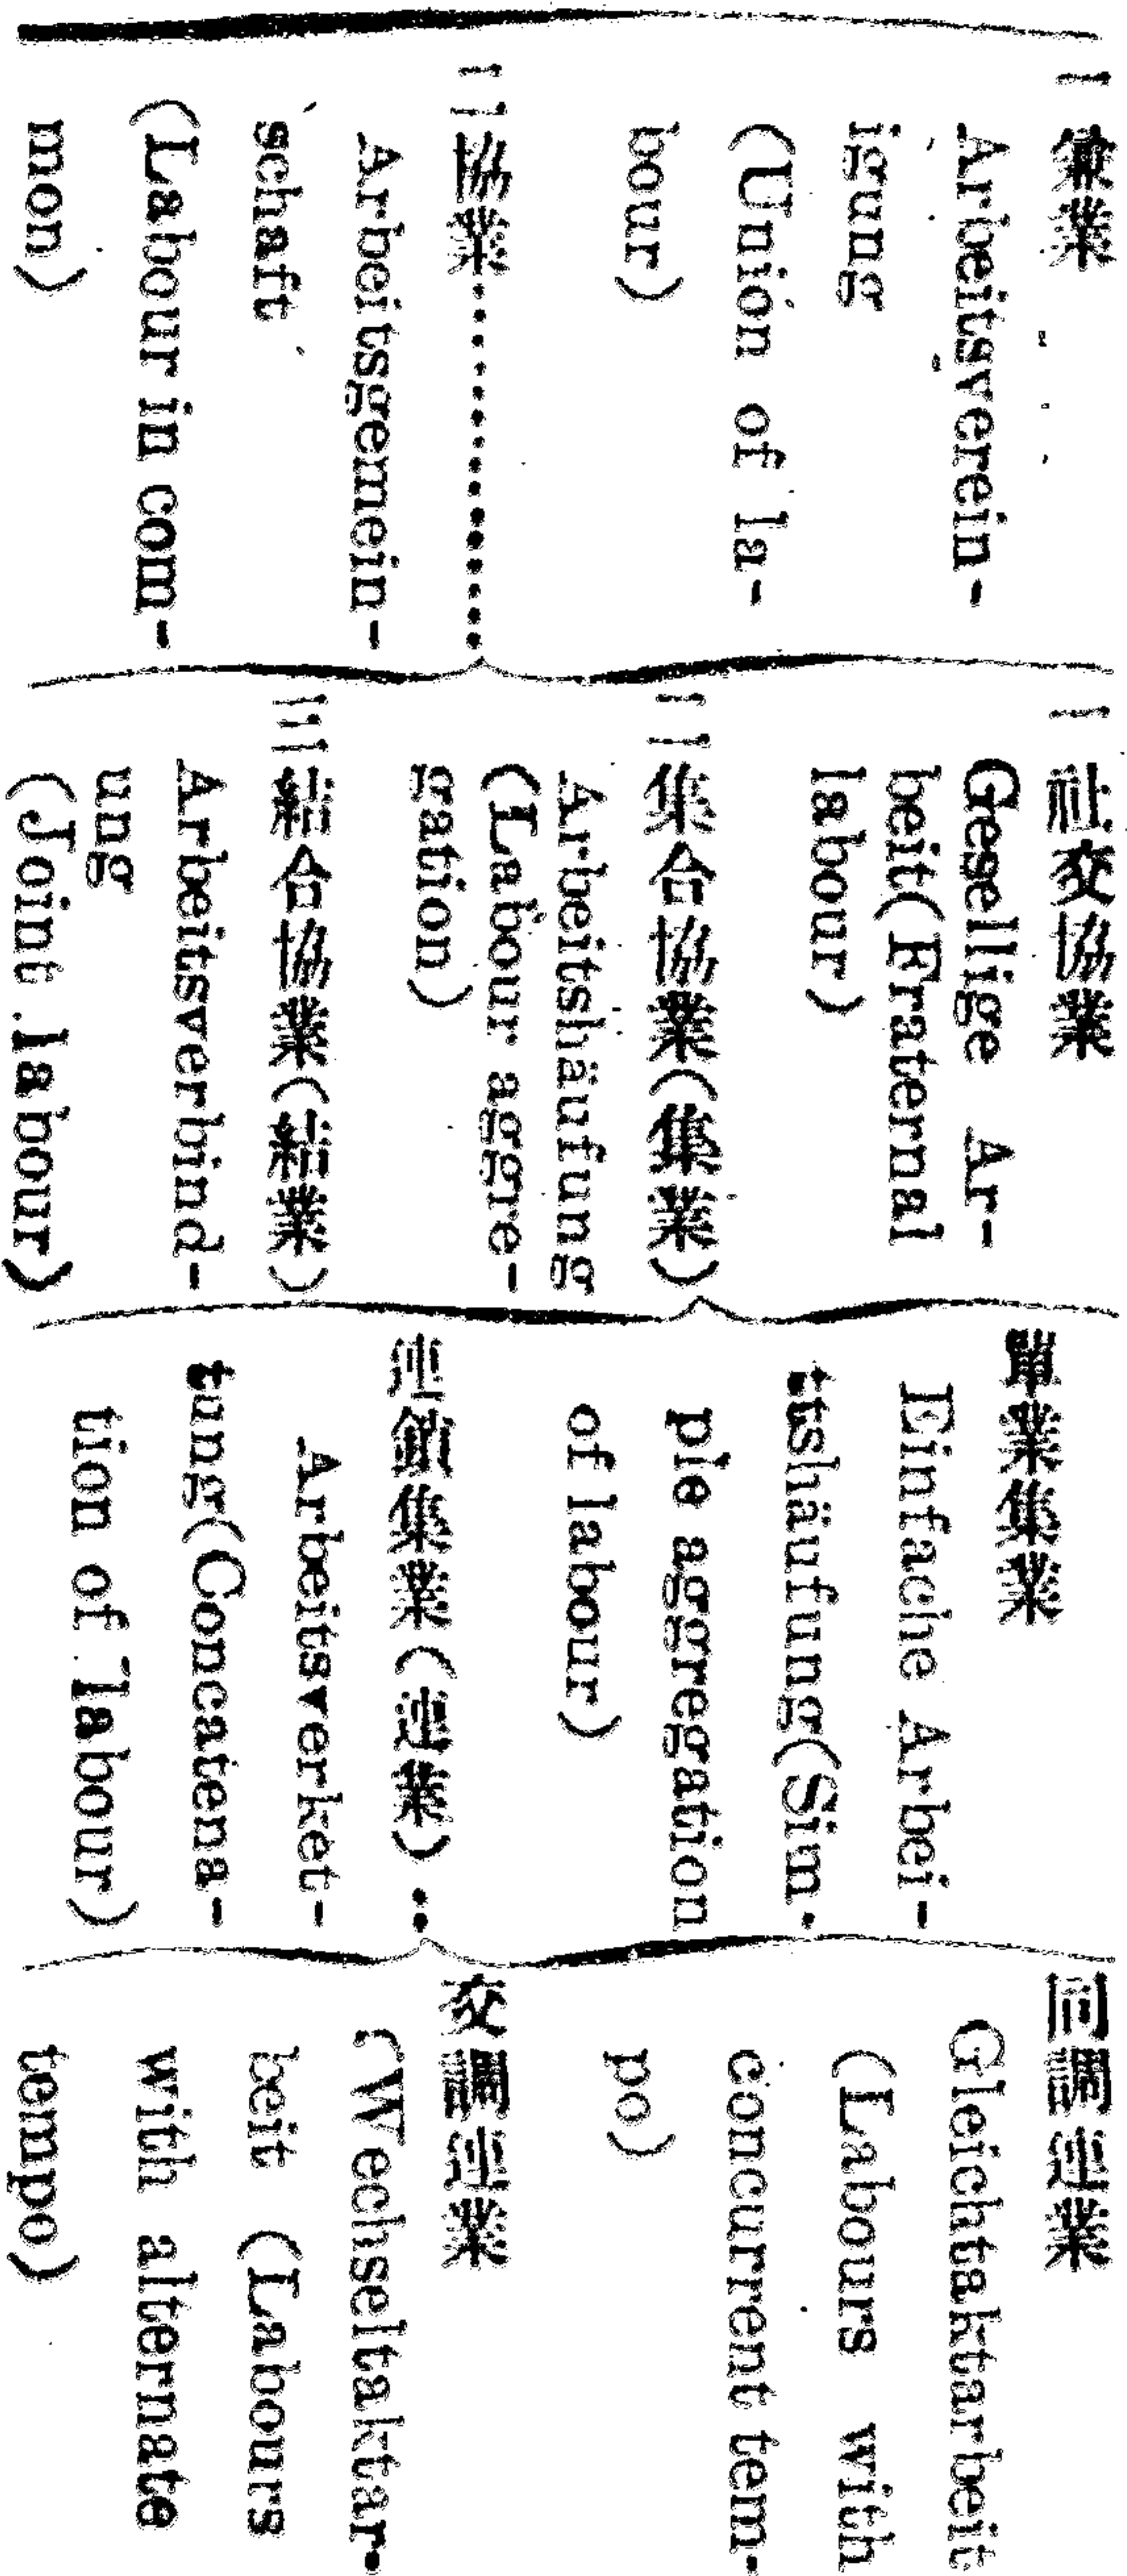 一 兼業
Arbeitsverein-
igung
(Union of la-
bour)
二 協業…………
Arbeitsgemein-
schaft
(Labour in com-
mon)
一 社交協業
Gesellige Ar-
beit(Fraternal
labour)
二 集合協業(集業)
Arbeitshäufung
(Labour aggre-
gation)
三 結合協業(結業)
Arbeitsverbind-
ung
(Joint labour)
單業集業
Einfache Arbei-
ttshäufung(Sim-
ple aggregation
of labour)
連鎖集業(連業)…
Arbeitsverket-
tung(Concatena-
tion of labour)
同調連業
Gleichtaktarbeit
(Labours with
concurrent tem-
po)
交調連業
(Wechseltaktar-
beit (Labours
with alternate
tempo)